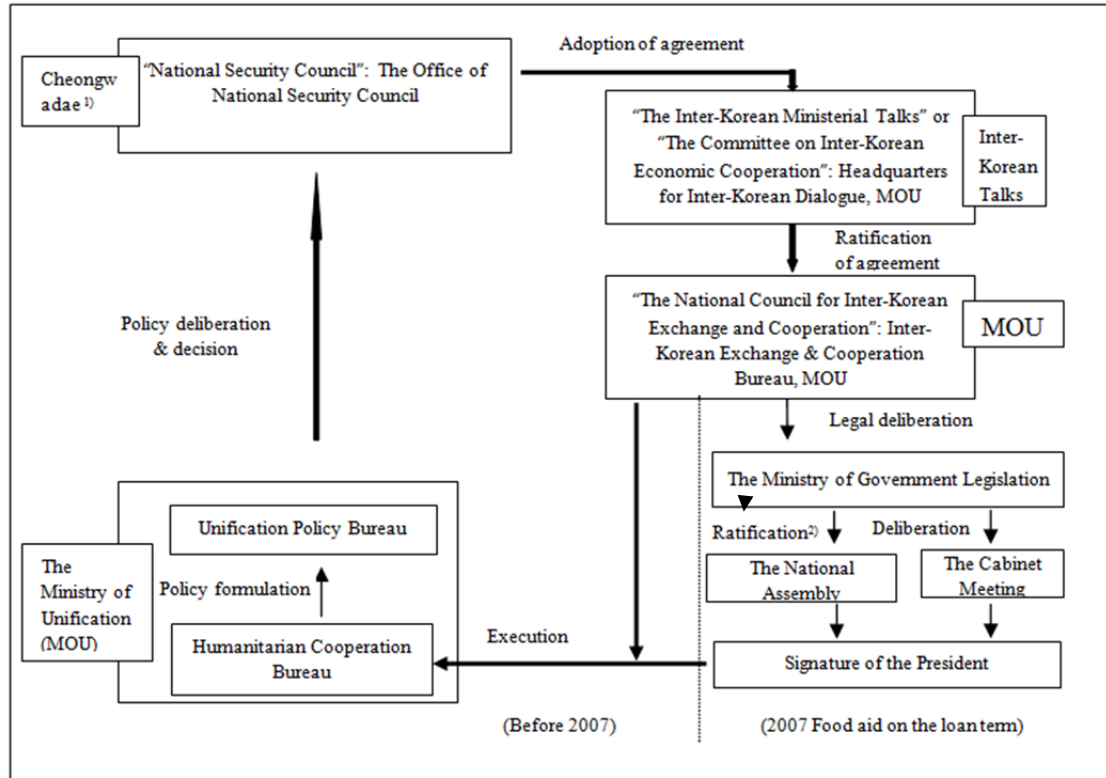 Cheongw
adae 1)
“National Security Council”: The Office of
National Security Council
Adoption of agreement
“The Inter-Korean Ministerial Talks” or
“The Committee on Inter-Korean
Economic Cooperation”: Headquarters
for Inter-Korean Dialogue, MOU
Inter-
Korean
Talks
Ratification
of agreement
“The National Council for Inter-Korean
Exchange and Cooperation”: Inter-
Korean Exchange & Cooperation
Bureau, MOU
MOU
Policy deliberation
& decision
Legal deliberation
The Ministry of Government Legislation
Ratification2)
Deliberation
The National
Assembly
The Cabinet
Meeting
Signature of the President
Unification Policy Bureau
The
Ministry of
Unification
(MOU)
Policy formulation
Humanitarian Cooperation
Bureau
Execution
(Before 2007)
(2007 Food aid on the loan term)